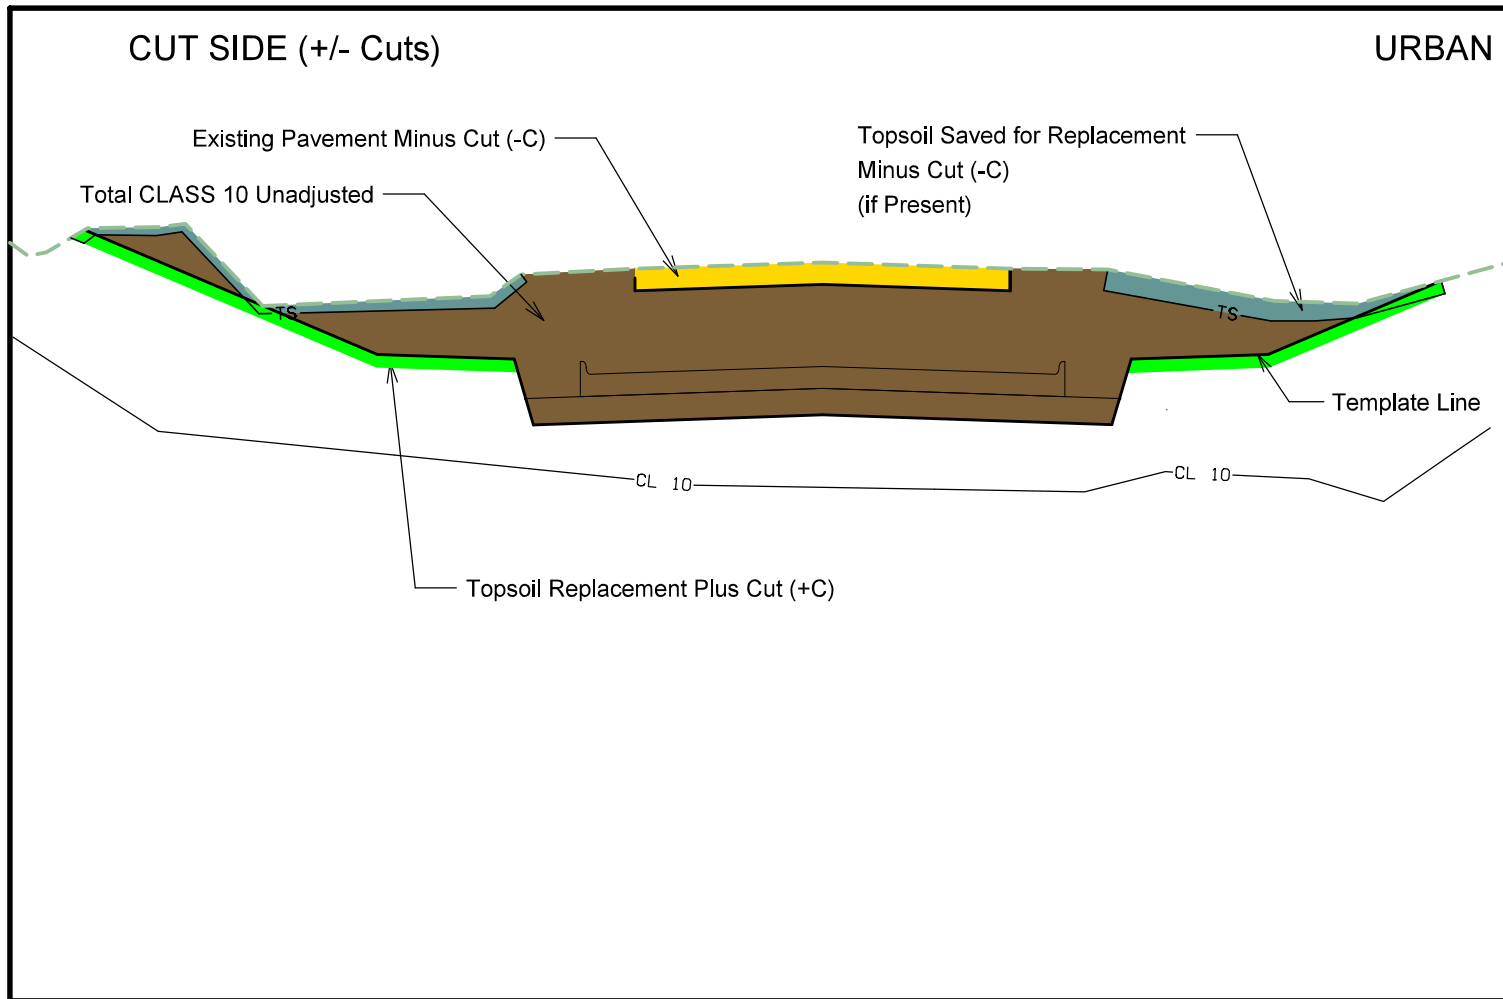 CUT SIDE (+/- Cuts)
URBAN
Existing Pavement Minus Cut (-C)
Topsoil Saved for Replacement
Minus Cut (-C)
(if Present)
Total CLASS 10 Unadjusted
TS
TS
Template Line
CL 10
CL 10
Topsoil Replacement Plus Cut (+C)